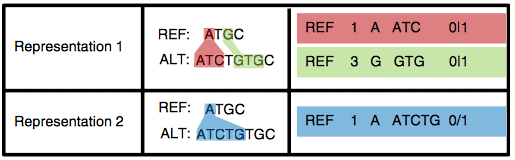 Representation 1
REF: ATGC
ALT: ATCTGTGC
REF 1 A ATC 0|1
REF 3 G GTG 0|1
Representation 2
REF: ATGC
ALT: ATCTGTGC
REF 1 A ATCTG 0/1